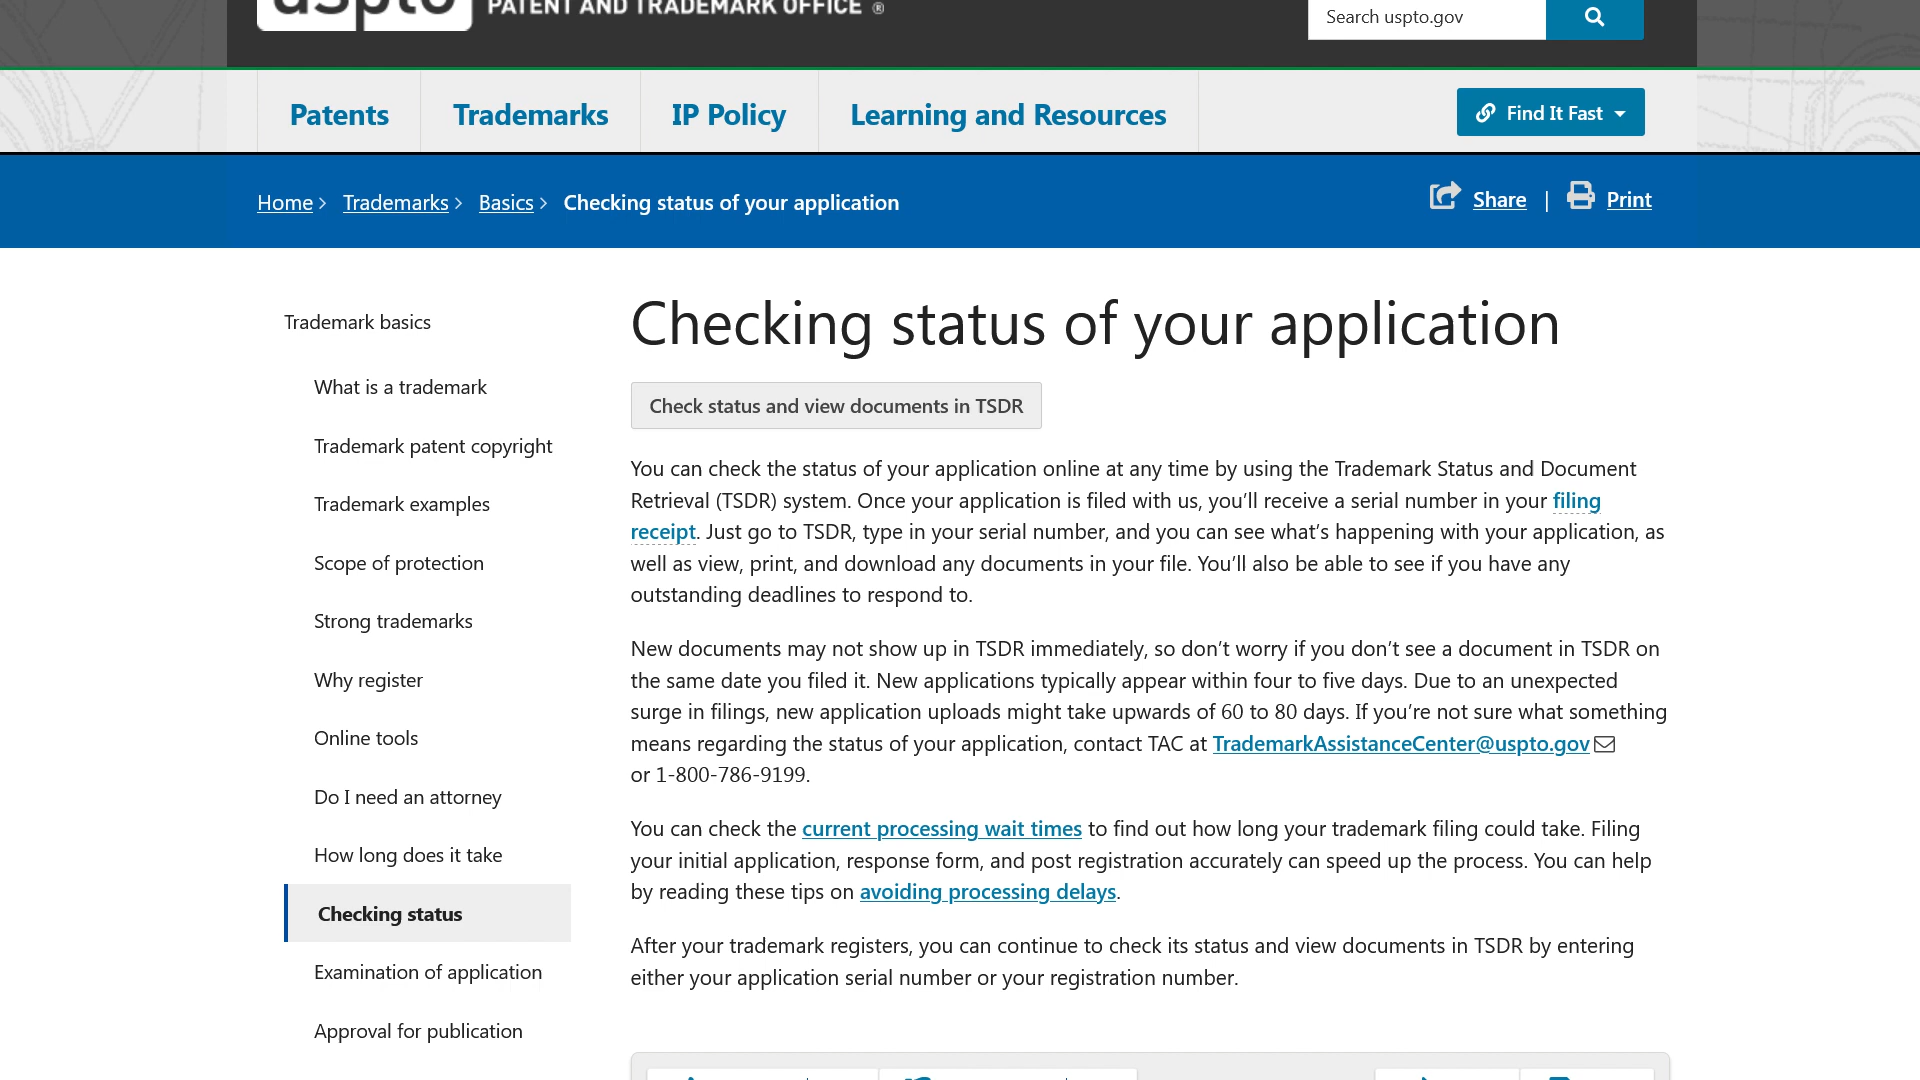 uspto PATENT AND TRADEMARK OFFICE ®
Search uspto.gov
Patents
Trademarks
IP Policy
Learning and Resources
Find It Fast
Home
Trademarks
Basics
Checking status of your application
Share | Print
Trademark basics
What is a trademark
Trademark patent copyright
Trademark examples
Scope of protection
Strong trademarks
Why register
Online tools
Do I need an attorney
How long does it take
Checking status
Examination of application
Approval for publication
Checking status of your application
Check status and view documents in TSDR
You can check the status of your application online at any time by using the Trademark Status and Document
Retrieval (TSDR) system. Once your application is filed with us, you’ll receive a serial number in your filing
receipt. Just go to TSDR, type in your serial number, and you can see what’s happening with your application, as
well as view, print, and download any documents in your file. You’ll also be able to see if you have any
outstanding deadlines to respond to.
New documents may not show up in TSDR immediately, so don’t worry if you don’t see a document in TSDR on
the same date you filed it. New applications typically appear within four to five days. Due to an unexpected
surge in filings, new application uploads might take upwards of 60 to 80 days. If you’re not sure what something
means regarding the status of your application, contact TAC at TrademarkAssistanceCenter@uspto.gov
or 1-800-786-9199.
You can check the current processing wait times to find out how long your trademark filing could take. Filing
your initial application, response form, and post registration accurately can speed up the process. You can help
by reading these tips on avoiding processing delays.
After your trademark registers, you can continue to check its status and view documents in TSDR by entering
either your application serial number or your registration number.